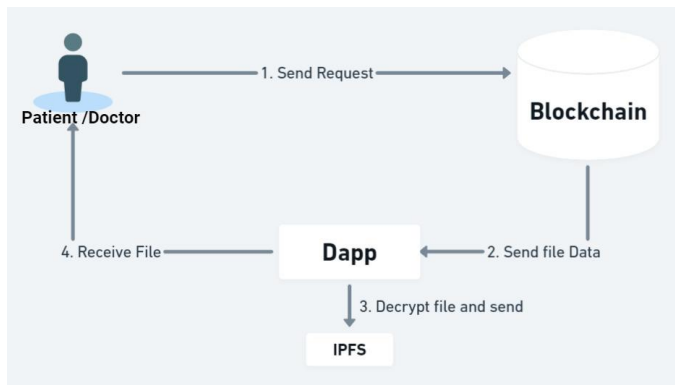 1. Send Request
Patient /Doctor
Blockchain
4. Receive File
Dapp
2. Send file Data
3. Decrypt file and send
IPFS